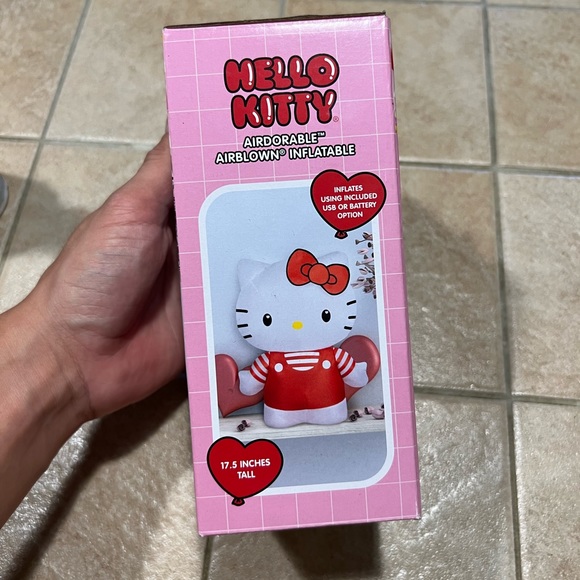 HELLO
KITTY®
AIRDORABLE™
AIRBLOWN® INFLATABLE
INFLATES
USING INCLUDED
USB OR BATTERY
OPTION
17.5 INCHES
TALL